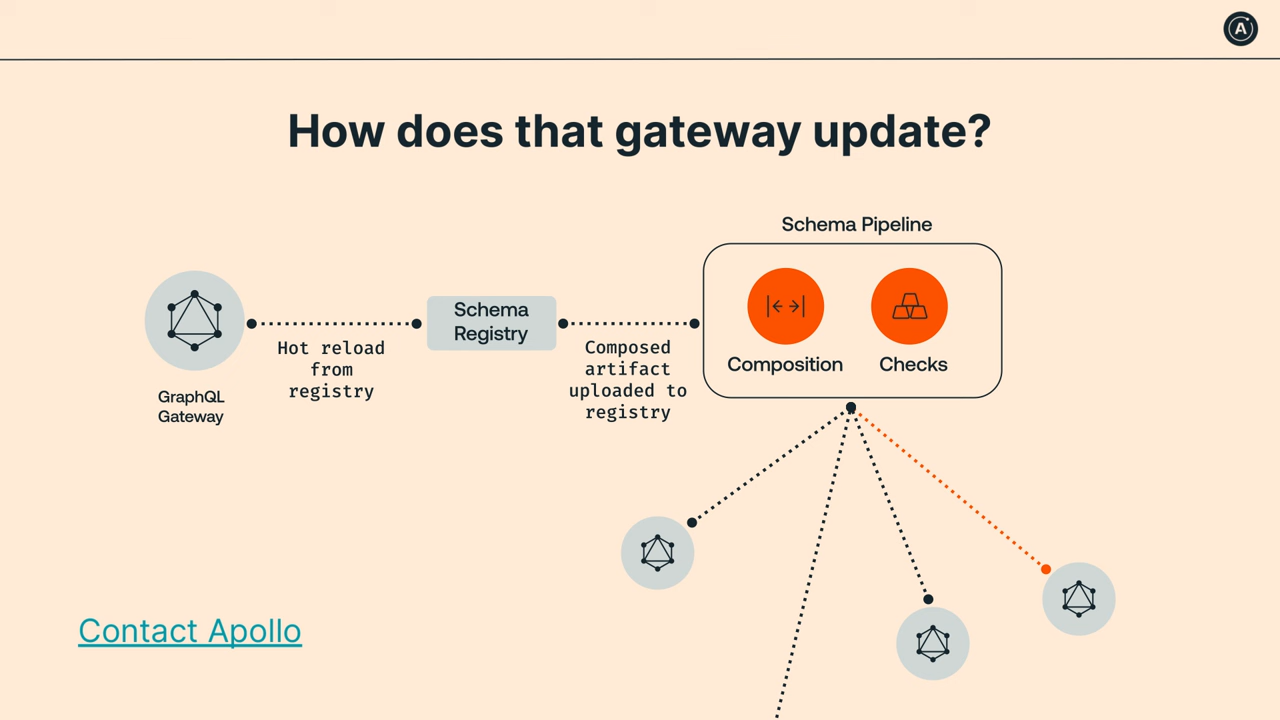 A
How does that gateway update?
Schema Pipeline
Schema
Registry
Hot reload
from
registry
Composed
artifact
uploaded to
registry
Composition
Checks
GraphQL
Gateway
Contact Apollo